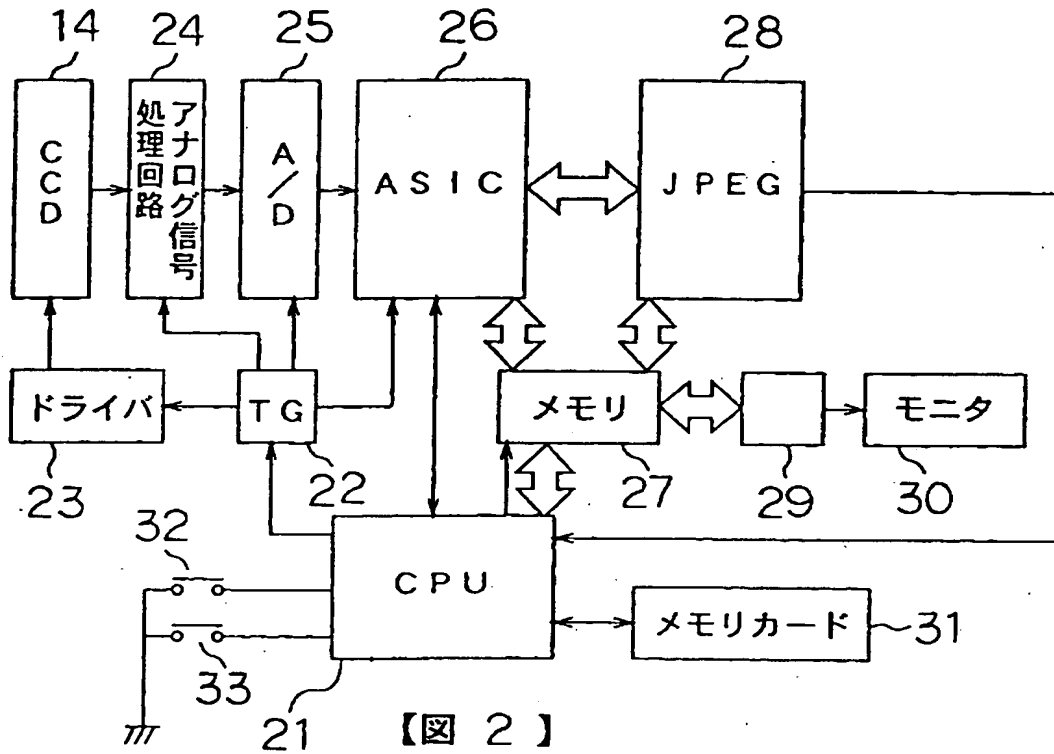 14 24 25 26 28
CCD
アナログ信号
処理回路
A/D
ASIC
JPEG
ドライバ
TG
メモリ
モニタ
23
22
27
29
30
32
CPU
メモリカード
31
33
21
【図 2】